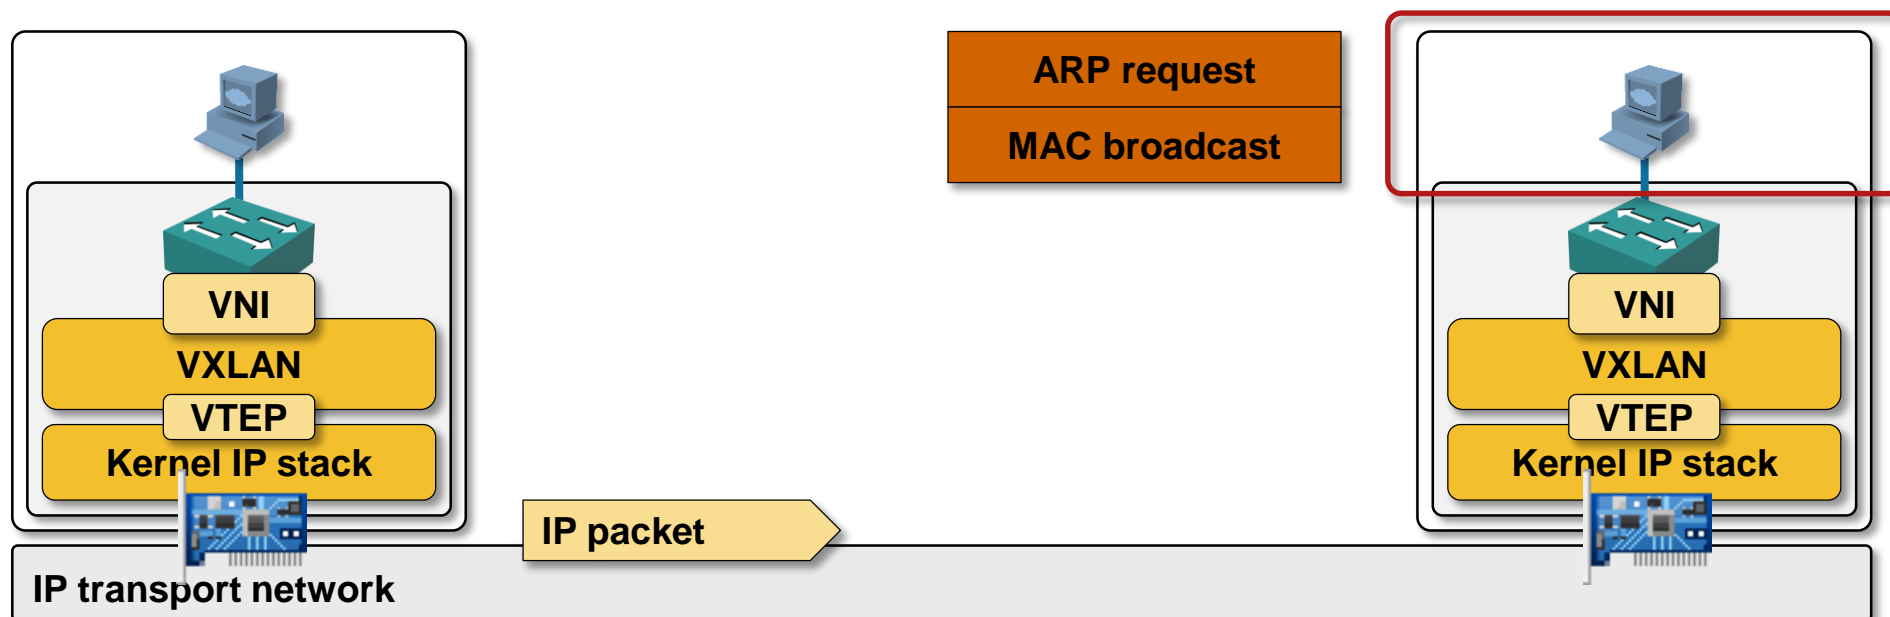 ARP request
MAC broadcast
VNI
VXLAN
VTEP
Kernel IP stack
VNI
VXLAN
VTEP
Kernel IP stack
IP packet
IP transport network